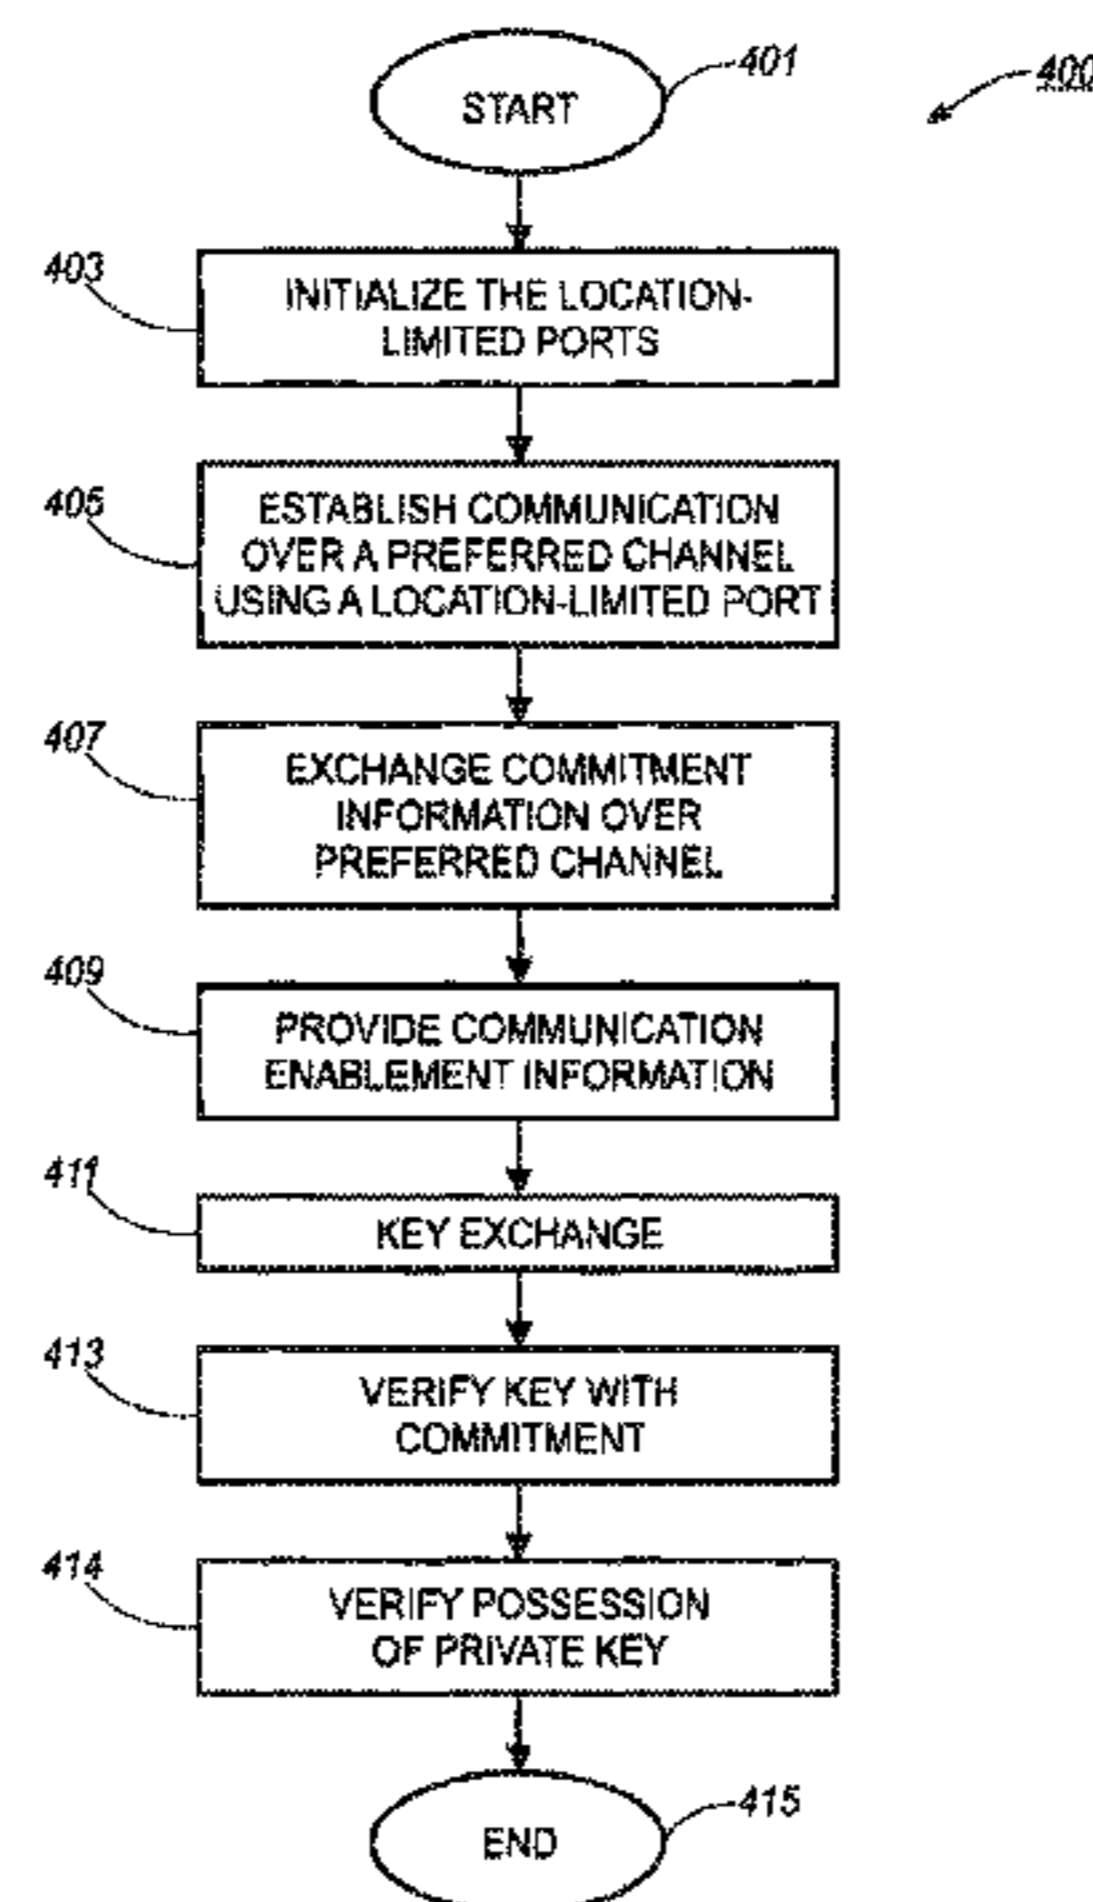 401
400
START
403
INITIALIZE THE LOCATION-
LIMITED PORTS
405
ESTABLISH COMMUNICATION
OVER A PREFERRED CHANNEL
USING A LOCATION-LIMITED PORT
407
EXCHANGE COMMITMENT
INFORMATION OVER
PREFERRED CHANNEL
409
PROVIDE COMMUNICATION
ENABLEMENT INFORMATION
411
KEY EXCHANGE
413
VERIFY KEY WITH
COMMITMENT
414
VERIFY POSSESSION
OF PRIVATE KEY
415
END